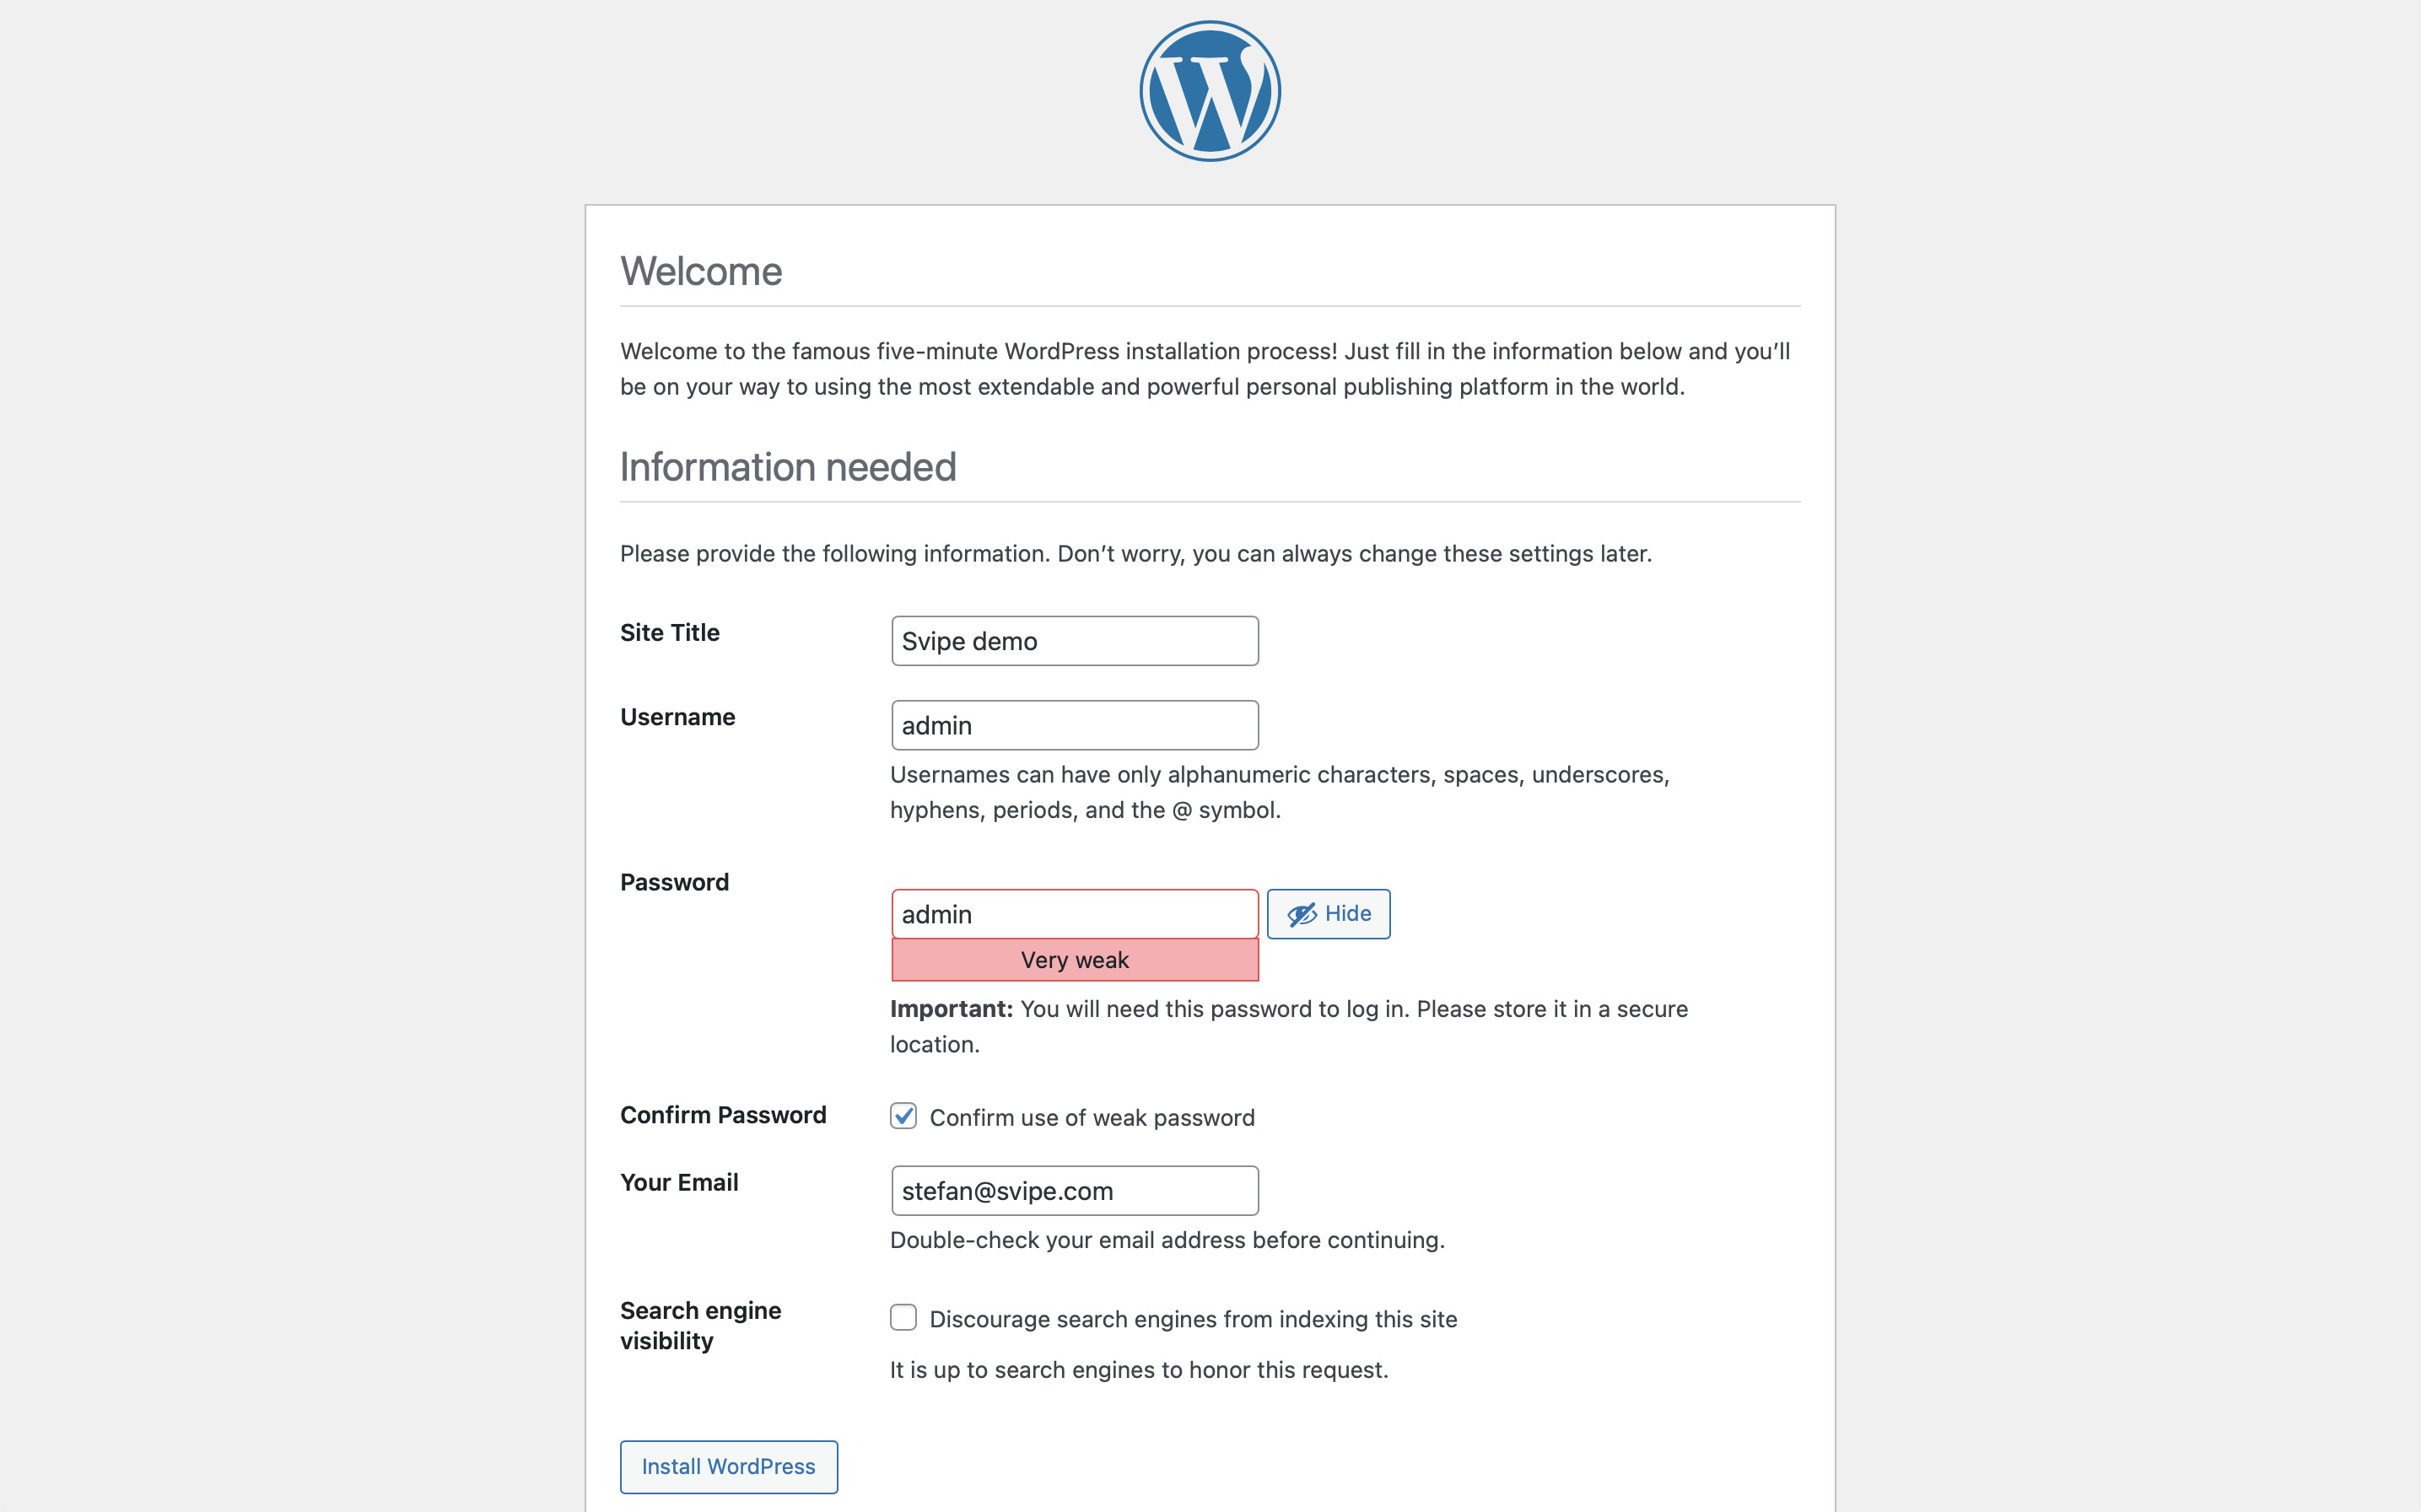 W
Welcome
Welcome to the famous five-minute WordPress installation process! Just fill in the information below and you’ll
be on your way to using the most extendable and powerful personal publishing platform in the world.
Information needed
Please provide the following information. Don’t worry, you can always change these settings later.
Site Title
Svipe demo
Username
admin
Usernames can have only alphanumeric characters, spaces, underscores,
hyphens, periods, and the @ symbol.
Password
admin
Hide
Very weak
Important: You will need this password to log in. Please store it in a secure
location.
Confirm Password
Confirm use of weak password
Your Email
stefan@svipe.com
Double-check your email address before continuing.
Search engine
visibility
Discourage search engines from indexing this site
It is up to search engines to honor this request.
Install WordPress